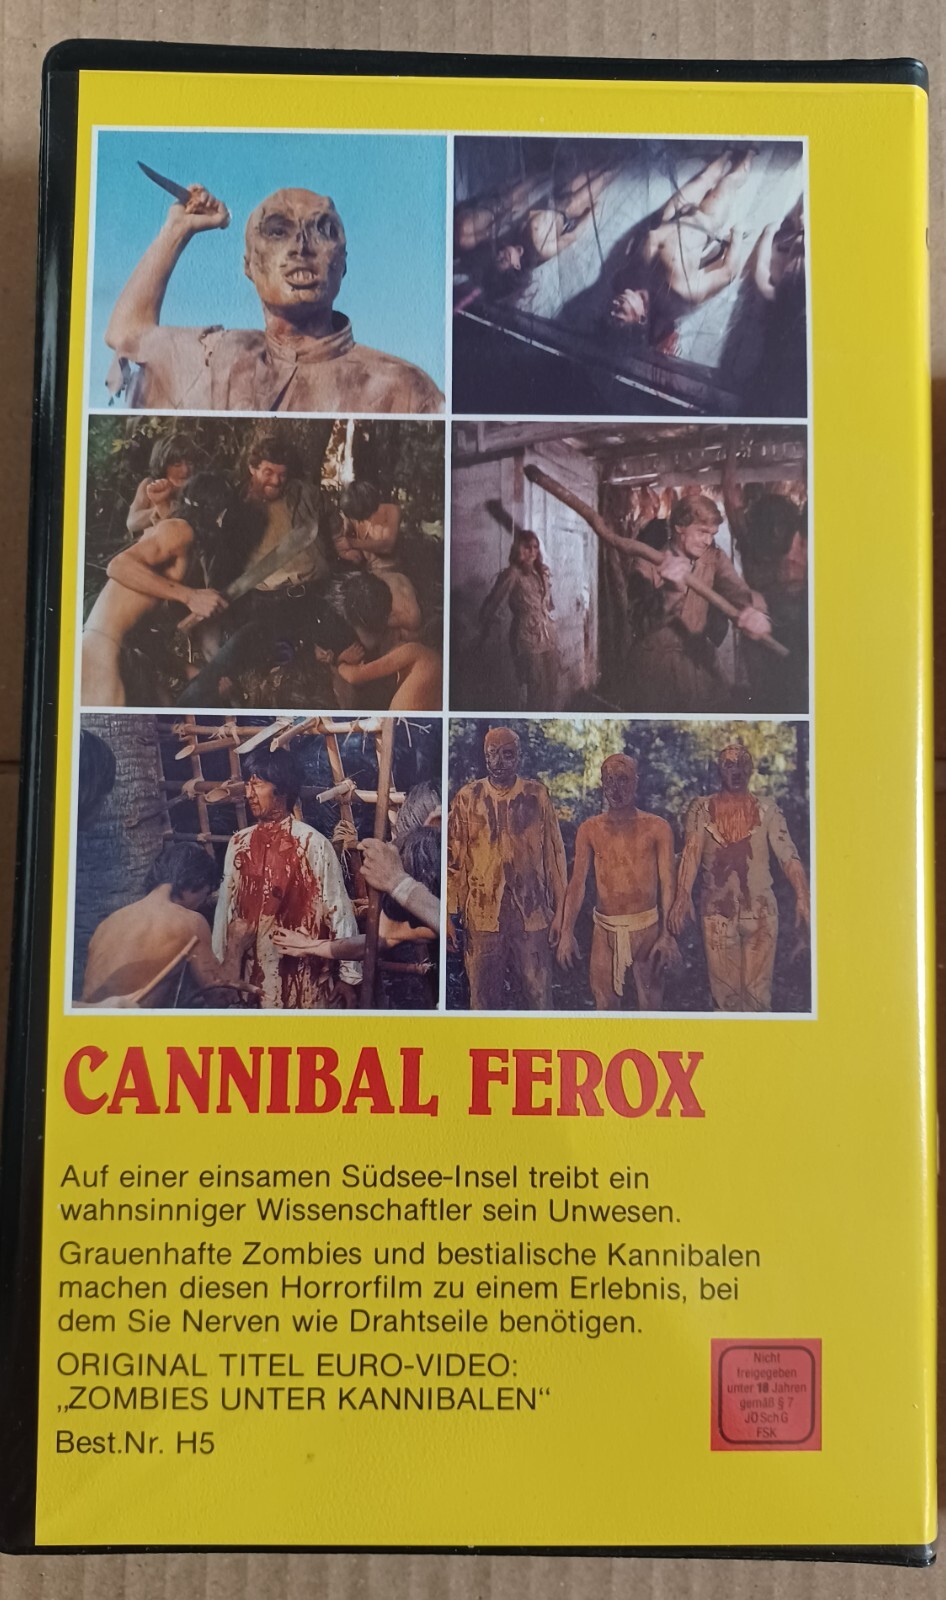 CANNIBAL FEROX
Auf einer einsamen Südsee-Insel treibt ein
wahnsinniger Wissenschaftler sein Unwesen.
Grauenhafte Zombies und bestialische Kannibalen
machen diesen Horrorfilm zu einem Erlebnis, bei
dem Sie Nerven wie Drahtseile benötigen.
ORIGINAL TITEL EURO-VIDEO:
„ZOMBIES UNTER KANNIBALEN“
Best.Nr. H5
Nicht
freigegeben
unter 18 Jahren
gemäß § 7
JÖSchG
FSK